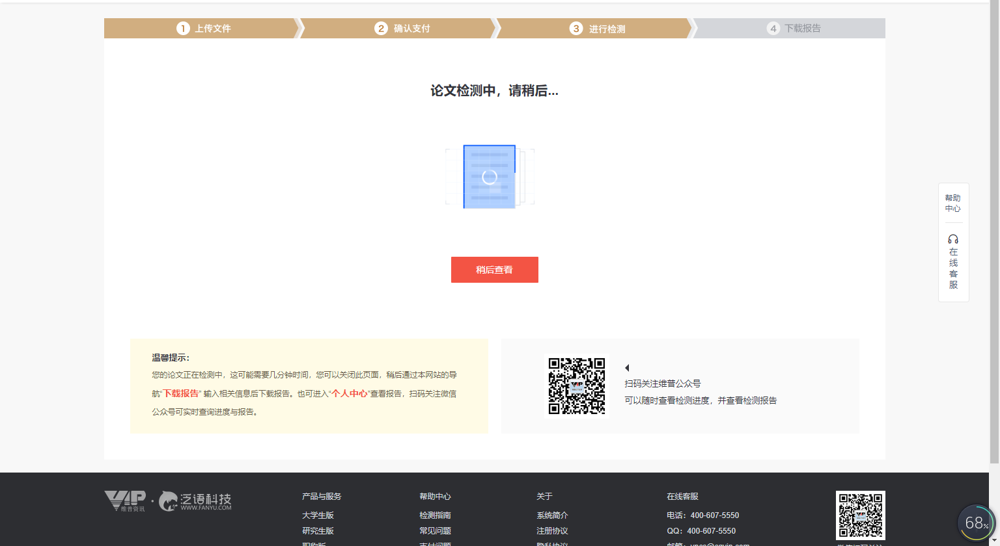 1 上传文件
2 确认支付
3 进行检测
4 下载报告
论文检测中，请稍后...
稍后查看
帮助
中心
在
线
客
服
温馨提示：
您的论文正在检测中，这可能需要几分钟时间，您可以关闭此页面，稍后通过本网站的导
航“下载报告” 输入相关信息后下载报告。也可进入“个人中心”查看报告，扫码关注微信
公众号可实时查询进度与报告。
扫码关注维普公众号
可以随时查看检测进度，并查看检测报告
VIP 维普资讯 · 泛语科技 WWW.FANYU.COM
产品与服务
大学生版
研究生版
职称版
帮助中心
检测指南
常见问题
支付问题
关于
系统简介
注册协议
隐私协议
在线客服
电话：400-607-5550
QQ：400-607-5550
68%